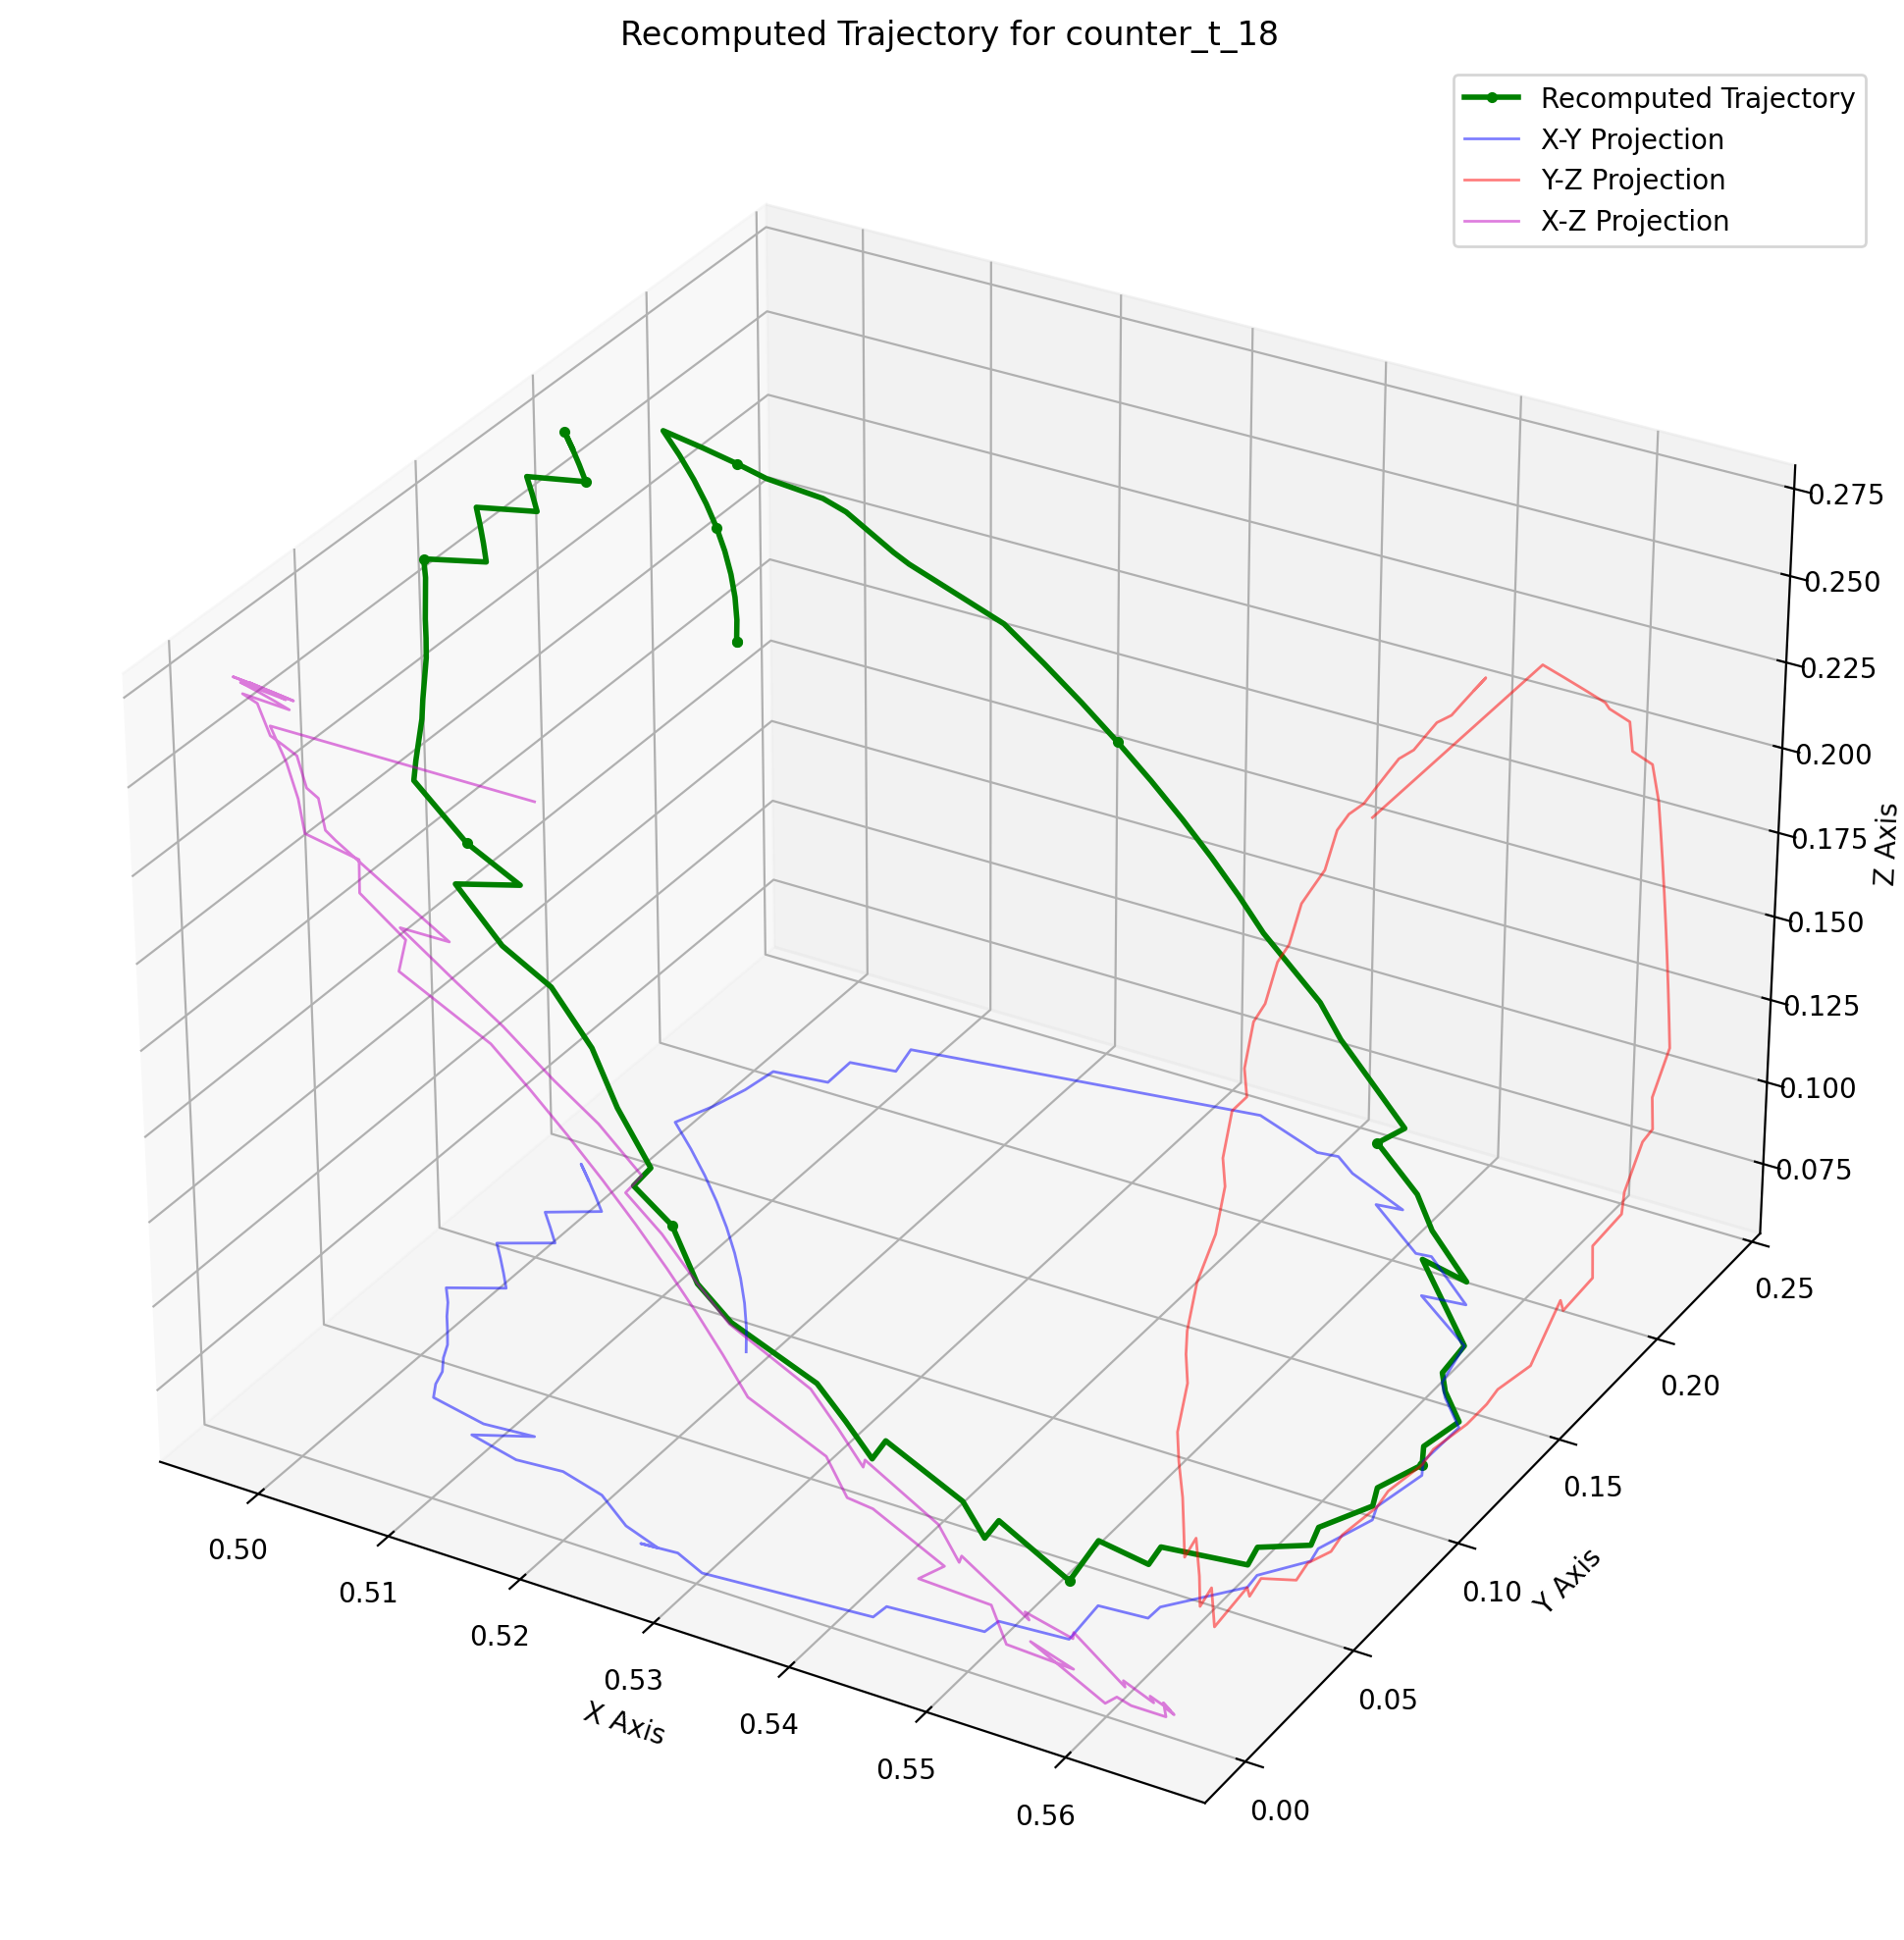 Recomputed Trajectory for counter_t_18
Recomputed Trajectory
X-Y Projection
Y-Z Projection
X-Z Projection
0.275
0.250
0.225
0.200
0.175
0.150
0.125
0.100
0.075
Z Axis
0.25
0.20
0.15
0.10
0.05
0.00
Y Axis
0.50
0.51
0.52
0.53
0.54
0.55
0.56
X Axis